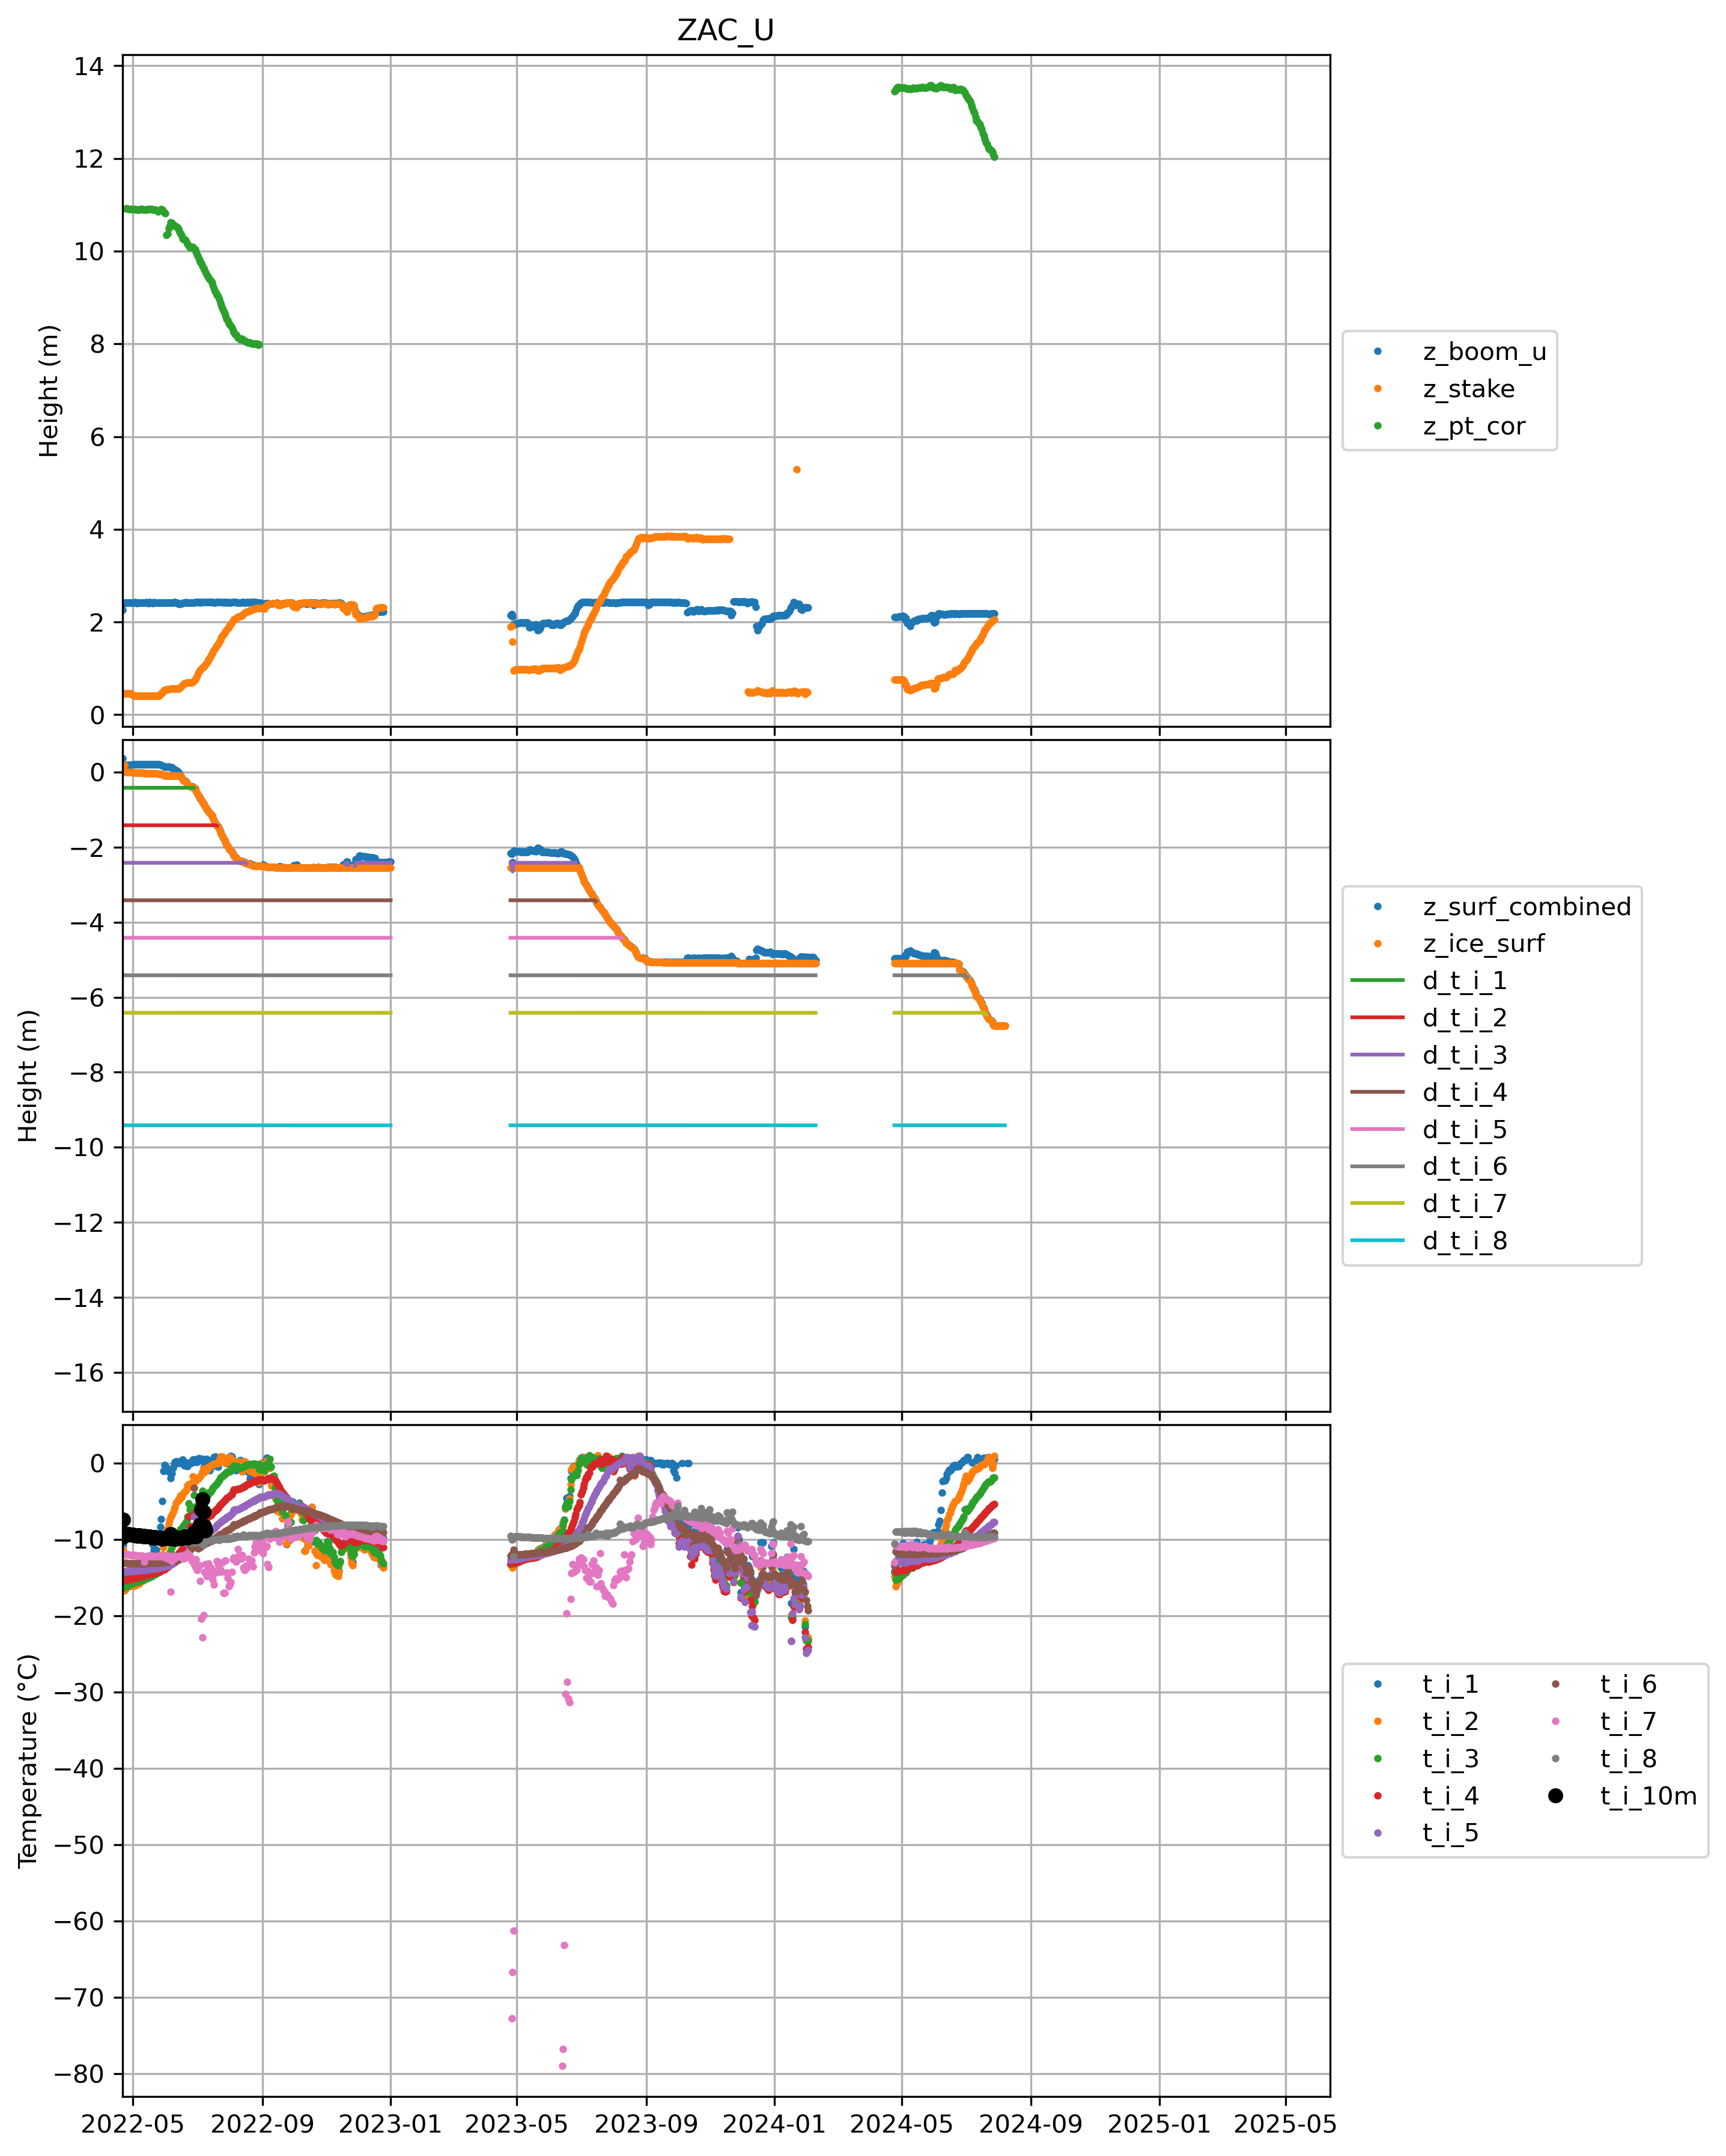 ZAC_U
14
12
10
8
6
4
2
0
Height (m)
z_boom_u
z_stake
z_pt_cor
0
−2
−4
−6
−8
−10
−12
−14
−16
Height (m)
z_surf_combined
z_ice_surf
d_t_i_1
d_t_i_2
d_t_i_3
d_t_i_4
d_t_i_5
d_t_i_6
d_t_i_7
d_t_i_8
0
−10
−20
−30
−40
−50
−60
−70
−80
Temperature (°C)
t_i_1
t_i_2
t_i_3
t_i_4
t_i_5
t_i_6
t_i_7
t_i_8
t_i_10m
2022-05 2022-09 2023-01 2023-05 2023-09 2024-01 2024-05 2024-09 2025-01 2025-05